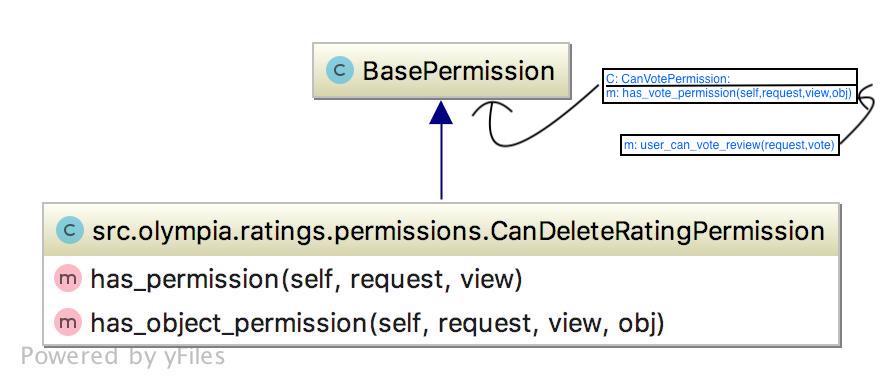 C BasePermission
C: CanVotePermission:
m: has_vote_permission(self,request,view,obj)
m: user_can_vote_review(request,vote)
C src.olympia.ratings.permissions.CanDeleteRatingPermission
m has_permission(self, request, view)
m has_object_permission(self, request, view, obj)
Powered by yFiles